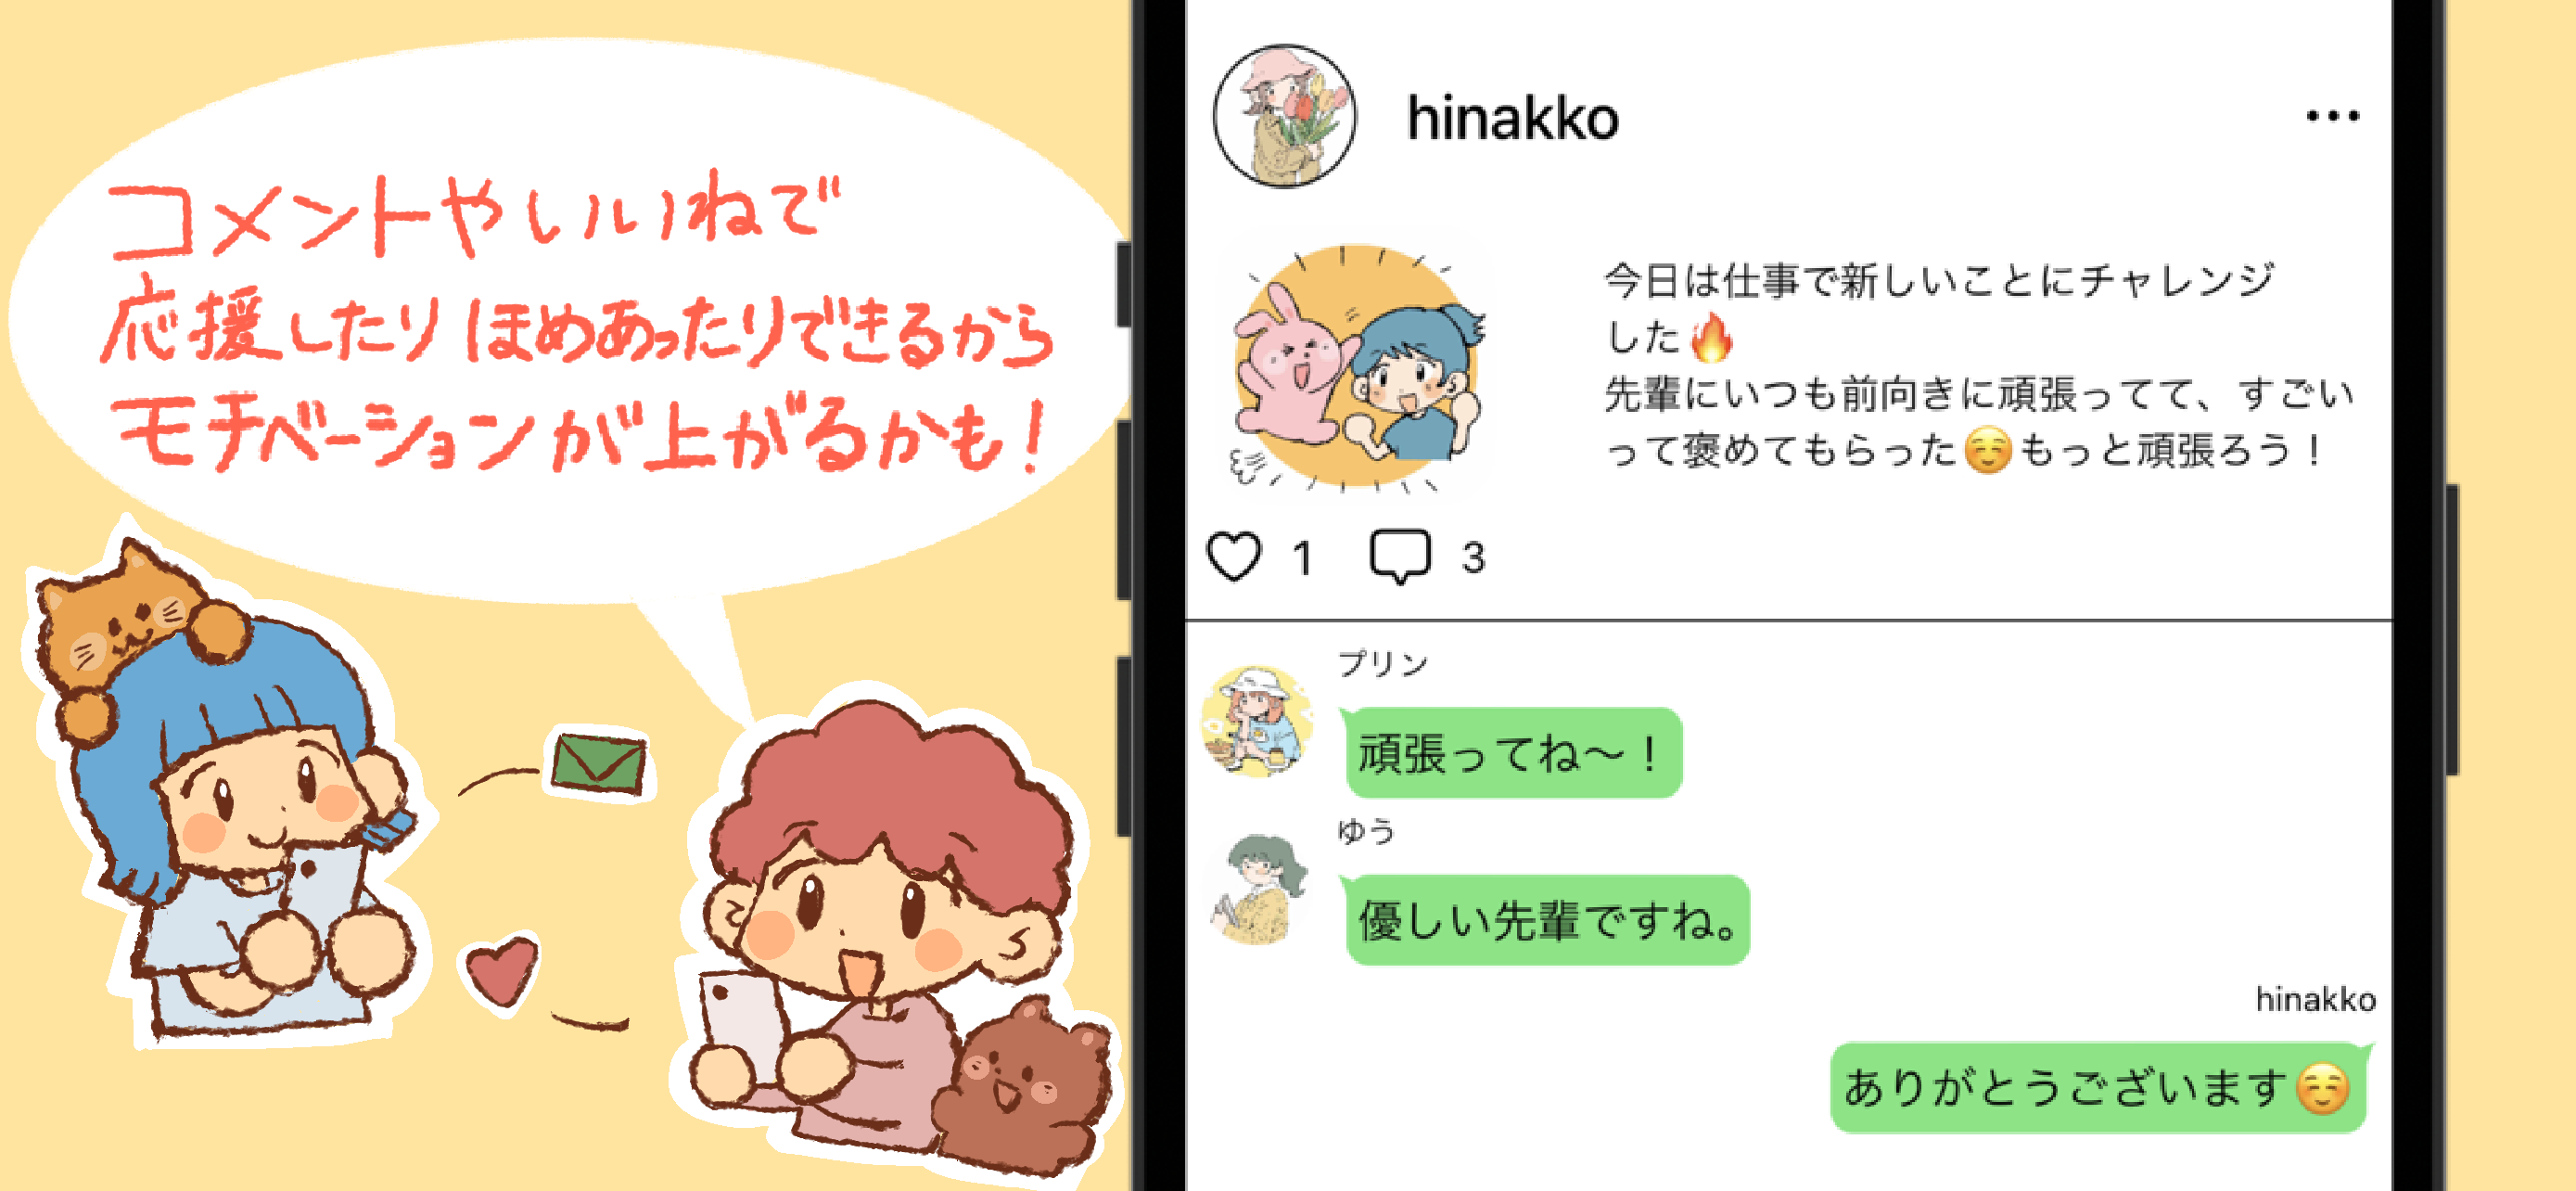 コメントやいいねで
応援したりほめあったりできるから
モチベーションが上がるかも!
hinakko
今日は仕事で新しいことにチャレンジ
した🔥
先輩にいつも前向きに頑張ってて、すごい
って褒めてもらった☺️もっと頑張ろう!
1 3
プリン
頑張ってね〜!
ゆう
優しい先輩ですね。
hinakko
ありがとうございます☺️